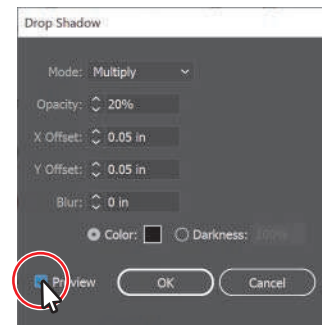 Drop Shadow
Mode: Multiply
Opacity: 20%
X Offset: 0.05 in
Y Offset: 0.05 in
Blur: 0 in
Color: Darkness: 100%
Preview OK Cancel